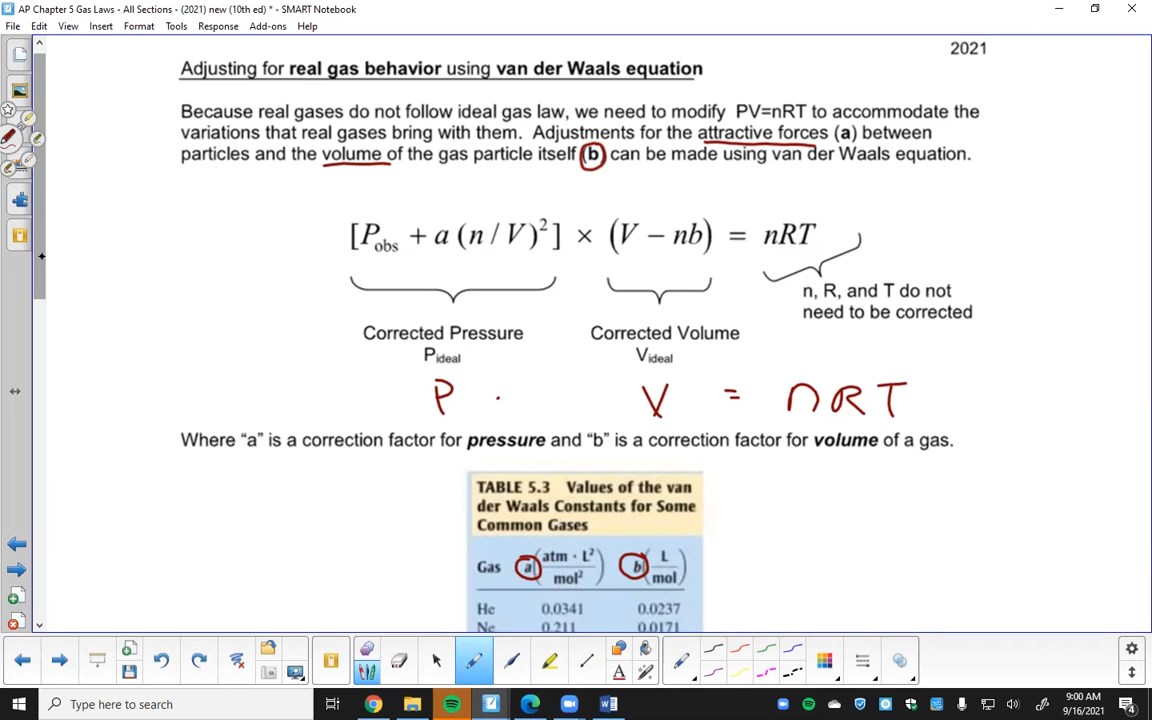 AP Chapter 5 Gas Laws - All Sections - (2021) new (10th ed) * - SMART Notebook
File Edit View Insert Format Tools Response Add-ons Help
2021
Adjusting for real gas behavior using van der Waals equation
Because real gases do not follow ideal gas law, we need to modify PV=nRT to accommodate the
variations that real gases bring with them. Adjustments for the attractive forces (a) between
particles and the volume of the gas particle itself (b) can be made using van der Waals equation.
[Pobs + a (n / V)²] × (V − nb) = nRT
n, R, and T do not
need to be corrected
Corrected Pressure Corrected Volume
Pideal Videal
P · V = nRT
Where “a” is a correction factor for pressure and “b” is a correction factor for volume of a gas.
TABLE 5.3 Values of the van
der Waals Constants for Some
Common Gases
Gas a(atm · L²/mol²) b(L/mol)
He 0.0341 0.0237
Ne 0.211 0.0171
Type here to search
9:00 AM
9/16/2021
4